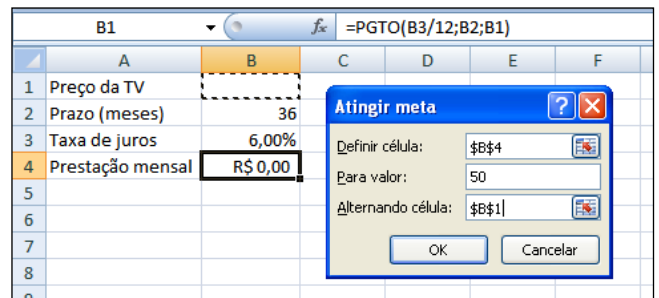 B1 fx =PGTO(B3/12;B2;B1)
A B C D E F
1 Preço da TV
2 Prazo (meses) 36
3 Taxa de juros 6,00%
4 Prestação mensal R$ 0,00
5
6
7
8
Atingir meta
Definir célula: $B$4
Para valor: 50
Alternando célula: $B$1
OK Cancelar